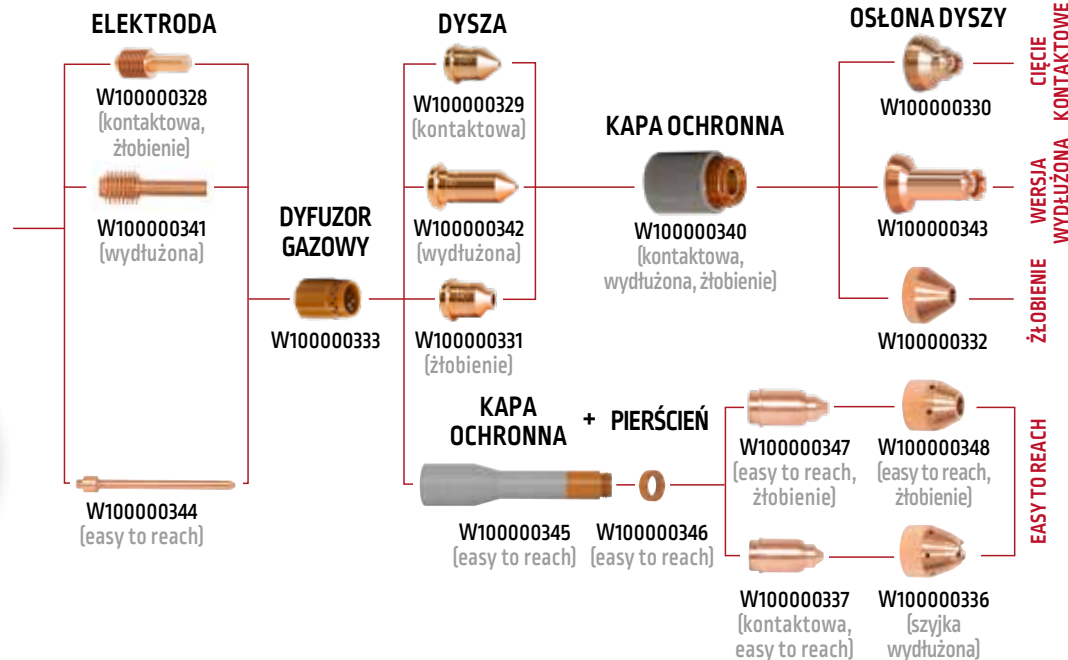 ELEKTRODA
W100000328
(kontaktowa,
żłobienie)
W100000341
(wydłużona)
W100000344
(easy to reach)
DYFUZOR
GAZOWY
W100000333
DYSZA
W100000329
(kontaktowa)
W100000342
(wydłużona)
W100000331
(żłobienie)
KAPA OCHRONNA
W100000340
(kontaktowa,
wydłużona, żłobienie)
OSŁONA DYSZY
W100000330
W100000343
W100000332
CIĘCIE
KONTAKTOWE
WERSJA
WYDŁUŻONA
ŻŁOBIENIE
KAPA
OCHRONNA
+ PIERŚCIEŃ
W100000345
(easy to reach)
W100000346
(easy to reach)
W100000347
(easy to reach,
żłobienie)
W100000348
(easy to reach,
żłobienie)
W100000337
(kontaktowa,
easy to reach)
W100000336
(szyjka
wydłużona)
EASY TO REACH